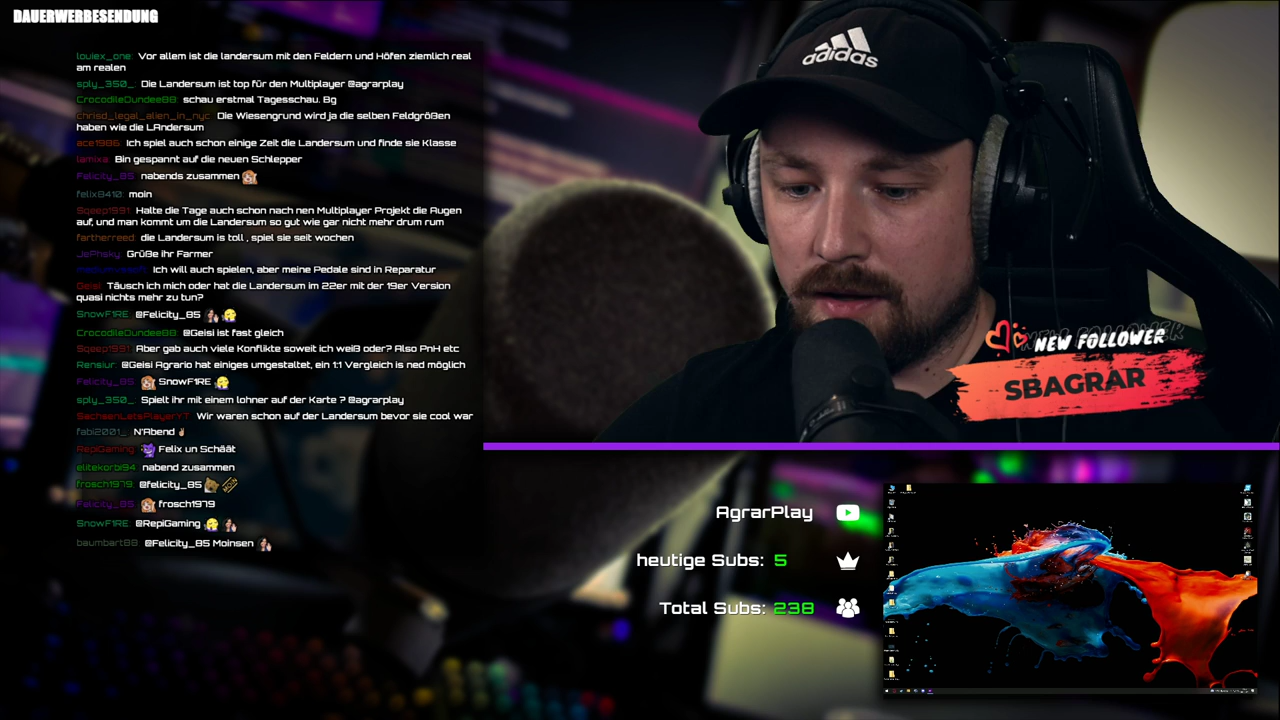 DAUERWERBESENDUNG
louiex_one: Vor allem ist die landersum mit den Feldern und Höfen ziemlich real
am realen
sply_350_: Die Landersum ist top für den Multiplayer @agrarplay
CrocodileDundee88: schau erstmal Tagesschau. Bg
chrisd_legal_alien_in_nyc: Die Wiesengrund wird ja die selben Feldgrößen
haben wie die LAndersum
ace1986: Ich spiel auch schon einige Zeit die Landersum und finde sie Klasse
lamixa: Bin gespannt auf die neuen Schlepper
Felicity_85: nabends zusammen
felix8410: moin
Sqeep1991: Halte die Tage auch schon nach nen Multiplayer Projekt die Augen
auf, und man kommt um die Landersum so gut wie gar nicht mehr drum rum
fartherreed: die Landersum is toll , spiel sie seit wochen
JePhsky: Grüße ihr Farmer
Ich will auch spielen, aber meine Pedale sind in Reparatur
Geisi: Täusch ich mich oder hat die Landersum im 22er mit der 19er Version
quasi nichts mehr zu tun?
SnowF1RE: @Felicity_85
CrocodileDundee88: @Geisi ist fast gleich
Sqeep1991: Aber gab auch viele Konflikte soweit ich weiß oder? Also PnH etc
Rensiur: @Geisi Agrario hat einiges umgestaltet, ein 1:1 Vergleich is ned möglich
Felicity_85: SnowF1RE
sply_350_: Spielt ihr mit einem lohner auf der Karte ? @agrarplay
SachsenLetsPlayerYT: Wir waren schon auf der Landersum bevor sie cool war
fabi2001_: N'Abend
RepiGaming: Felix un Schäät
elitekorbi94: nabend zusammen
frosch1979: @felicity_85
Felicity_85: frosch1979
SnowF1RE: @RepiGaming
baumbart88: @Felicity_85 Moinsen
adidas
NEW FOLLOWER
SBAGRAR
AgrarPlay
heutige Subs: 5
Total Subs: 238